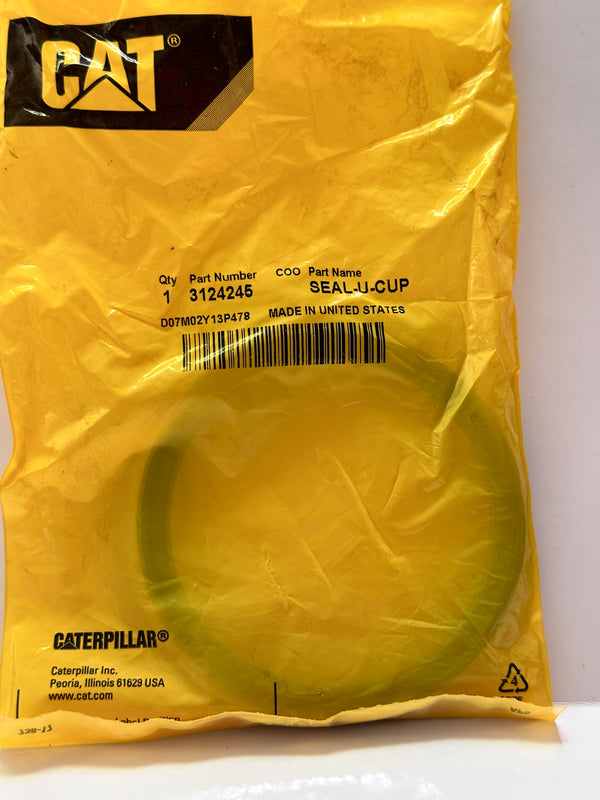 CAT®
Qty Part Number COO Part Name
1 3124245 SEAL-U-CUP
D07M02Y13P478 MADE IN UNITED STATES
CATERPILLAR®
Caterpillar Inc.
Peoria, Illinois 61629 USA
www.cat.com
4